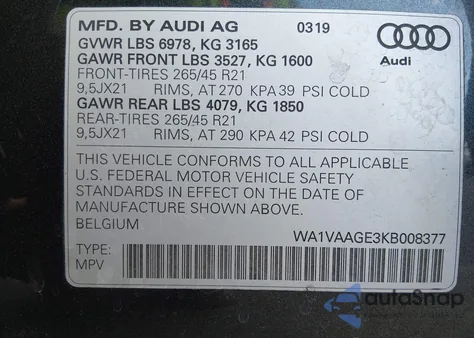 MFD. BY AUDI AG 0319
GVWR LBS 6978, KG 3165
GAWR FRONT LBS 3527, KG 1600
Audi
FRONT-TIRES 265/45 R21
9,5JX21 RIMS, AT 270 KPA 39 PSI COLD
GAWR REAR LBS 4079, KG 1850
REAR-TIRES 265/45 R21
9,5JX21 RIMS, AT 290 KPA 42 PSI COLD
THIS VEHICLE CONFORMS TO ALL APPLICABLE
U.S. FEDERAL MOTOR VEHICLE SAFETY
STANDARDS IN EFFECT ON THE DATE OF
MANUFACTURE SHOWN ABOVE.
BELGIUM WA1VAAGE3KB008377
TYPE:
MPV
autoSnap